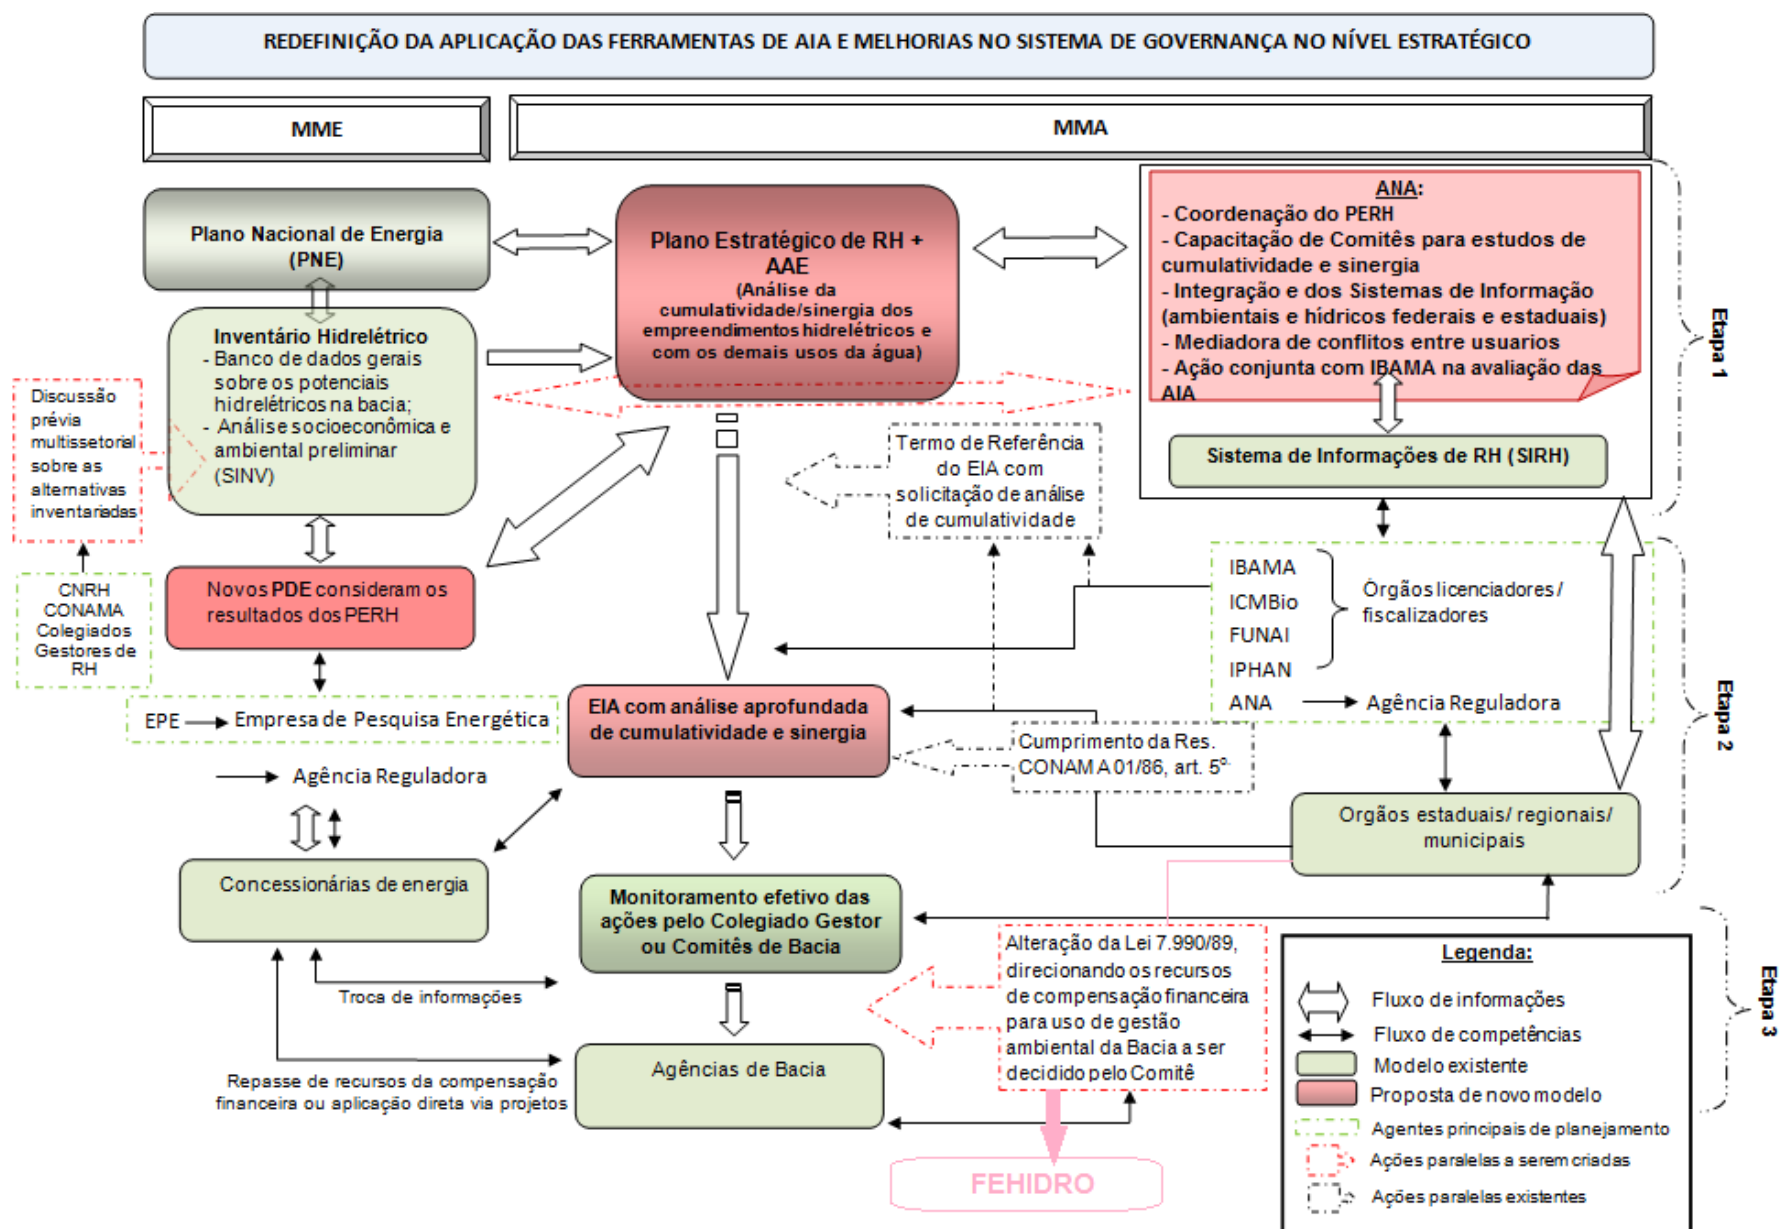 REDEFINIÇÃO DA APLICAÇÃO DAS FERRAMENTAS DE AIA E MELHORIAS NO SISTEMA DE GOVERNANÇA NO NÍVEL ESTRATÉGICO
MME
MMA
Plano Nacional de Energia
(PNE)
Plano Estratégico de RH +
AAE
(Análise da
cumulatividade/sinergia dos
empreendimentos hidrelétricos e
com os demais usos da água)
ANA:
- Coordenação do PERH
- Capacitação de Comitês para estudos de
cumulatividade e sinergia
- Integração e dos Sistemas de Informação
(ambientais e hídricos federais e estaduais)
- Mediadora de conflitos entre usuarios
- Ação conjunta com IBAMA na avaliação das
AIA
Sistema de Informações de RH (SIRH)
Etapa 1
Inventário Hidrelétrico
- Banco de dados gerais
sobre os potenciais
hidrelétricos na bacia;
- Análise socioeconômica e
ambiental preliminar
(SINV)
Discussão
prévia
multissetorial
sobre as
alternativas
inventariadas
CNRH
CONAMA
Colegiados
Gestores de
RH
Termo de Referência
do EIA com
solicitação de análise
de cumulatividade
Novos PDE consideram os
resultados dos PERH
IBAMA
ICMBio
FUNAI
IPHAN
Órgãos licenciadores /
fiscalizadores
ANA
Agência Reguladora
Etapa 2
EPE
Empresa de Pesquisa Energética
Agência Reguladora
EIA com análise aprofundada
de cumulatividade e sinergia
Cumprimento da Res.
CONAMA 01/86, art. 5º.
Orgãos estaduais/ regionais/
municipais
Concessionárias de energia
Monitoramento efetivo das
ações pelo Colegiado Gestor
ou Comitês de Bacia
Alteração da Lei 7.990/89,
direcionando os recursos
de compensação financeira
para uso de gestão
ambiental da Bacia a ser
decidido pelo Comitê
Troca de informações
Agências de Bacia
Repasse de recursos da compensação
financeira ou aplicação direta via projetos
FEHIDRO
Etapa 3
Legenda:
Fluxo de informações
Fluxo de competências
Modelo existente
Proposta de novo modelo
Agentes principais de planejamento
Ações paralelas a serem criadas
Ações paralelas existentes